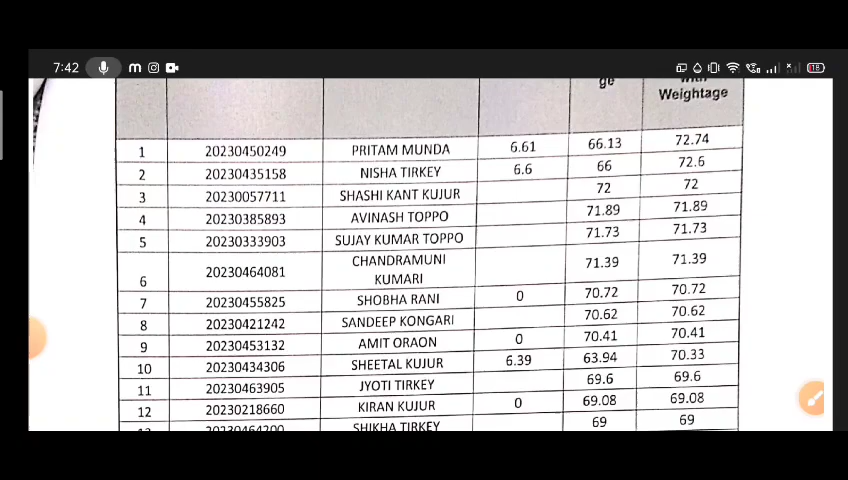 7:42 m 18
ge with
Weightage
1 20230450249 PRITAM MUNDA 6.61 66.13 72.74
2 20230435158 NISHA TIRKEY 6.6 66 72.6
3 20230057711 SHASHI KANT KUJUR 72 72
4 20230385893 AVINASH TOPPO 71.89 71.89
5 20230333903 SUJAY KUMAR TOPPO 71.73 71.73
6 20230464081 CHANDRAMUNI KUMARI 71.39 71.39
7 20230455825 SHOBHA RANI 0 70.72 70.72
8 20230421242 SANDEEP KONGARI 70.62 70.62
9 20230453132 AMIT ORAON 0 70.41 70.41
10 20230434306 SHEETAL KUJUR 6.39 63.94 70.33
11 20230463905 JYOTI TIRKEY 69.6 69.6
12 20230218660 KIRAN KUJUR 0 69.08 69.08
13 20230464200 SHIKHA TIRKEY 69 69